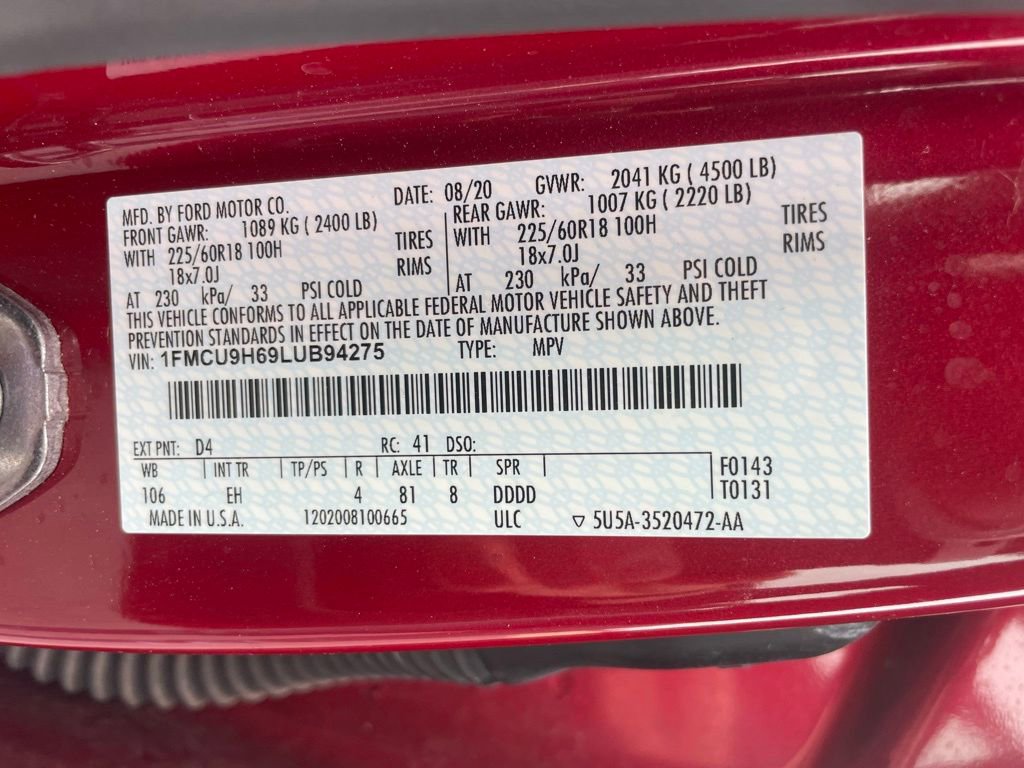 MFD. BY FORD MOTOR CO.
DATE: 08/20 GVWR: 2041 KG ( 4500 LB)
FRONT GAWR: 1089 KG ( 2400 LB)
WITH 225/60R18 100H TIRES
18x7.0J RIMS
AT 230 kPa/ 33 PSI COLD
REAR GAWR: 1007 KG ( 2220 LB)
WITH 225/60R18 100H TIRES
18x7.0J RIMS
AT 230 kPa/ 33 PSI COLD
THIS VEHICLE CONFORMS TO ALL APPLICABLE FEDERAL MOTOR VEHICLE SAFETY AND THEFT
PREVENTION STANDARDS IN EFFECT ON THE DATE OF MANUFACTURE SHOWN ABOVE.
VIN: 1FMCU9H69LUB94275 TYPE: MPV
EXT PNT: D4 RC: 41 DSO:
WB INT TR TP/PS R AXLE TR SPR F0143
106 EH 4 81 8 DDDD T0131
MADE IN U.S.A. 1202008100665 ULC ▽ 5U5A-3520472-AA